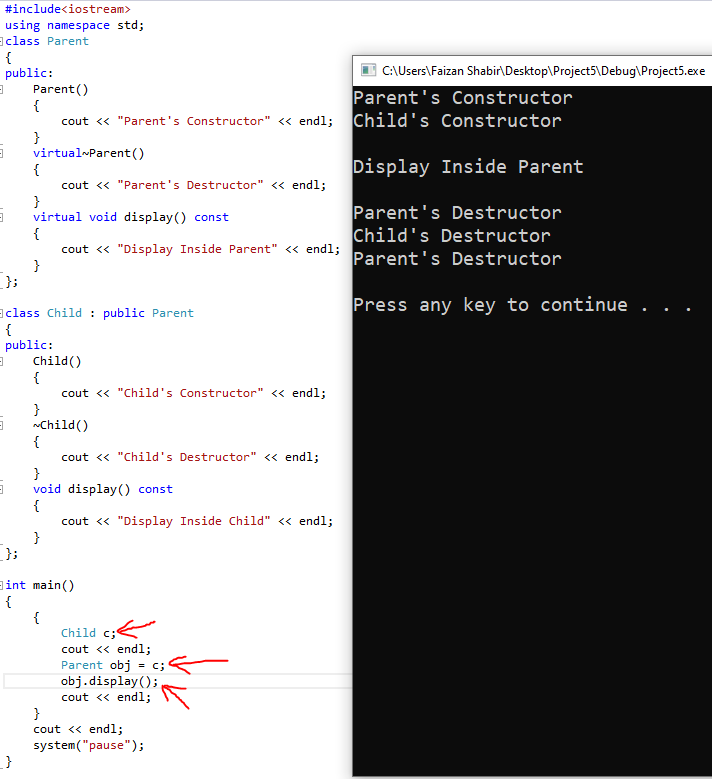 #include<iostream>
using namespace std;
class Parent
{
public:
    Parent()
    {
        cout << "Parent's Constructor" << endl;
    }
    virtual~Parent()
    {
        cout << "Parent's Destructor" << endl;
    }
    virtual void display() const
    {
        cout << "Display Inside Parent" << endl;
    }
};

class Child : public Parent
{
public:
    Child()
    {
        cout << "Child's Constructor" << endl;
    }
    ~Child()
    {
        cout << "Child's Destructor" << endl;
    }
    void display() const
    {
        cout << "Display Inside Child" << endl;
    }
};

int main()
{
    {
        Child c;
        cout << endl;
        Parent obj = c;
        obj.display();
        cout << endl;
    }
    cout << endl;
    system("pause");
}
C:\Users\Faizan Shabir\Desktop\Project5\Debug\Project5.exe
Parent's Constructor
Child's Constructor

Display Inside Parent

Parent's Destructor
Child's Destructor
Parent's Destructor

Press any key to continue . . .